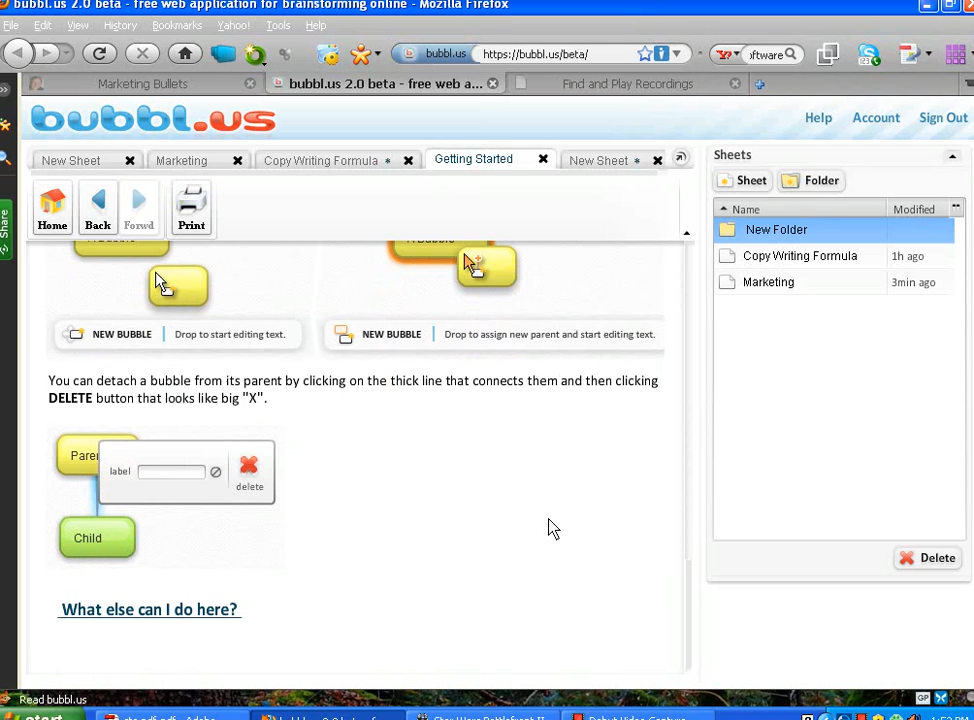 bubbl.us 2.0 beta - free web application for brainstorming online - Mozilla Firefox
File Edit View History Bookmarks Yahoo! Tools Help
bubbl.us https://bubbl.us/beta/ oftware
Marketing Bullets bubbl.us 2.0 beta - free web a... Find and Play Recordings
bubbl.us
Help Account Sign Out
New Sheet Marketing Copy Writing Formula * Getting Started New Sheet *
Sheets
Sheet Folder
Home Back Forwd Print
Share
Name Modified
New Folder
Copy Writing Formula 1h ago
Marketing 3min ago
NEW BUBBLE Drop to start editing text.
NEW BUBBLE Drop to assign new parent and start editing text.
You can detach a bubble from its parent by clicking on the thick line that connects them and then clicking
DELETE button that looks like big "X".
Paren
label
delete
Child
Delete
What else can I do here?
Read bubbl.us
GP
start